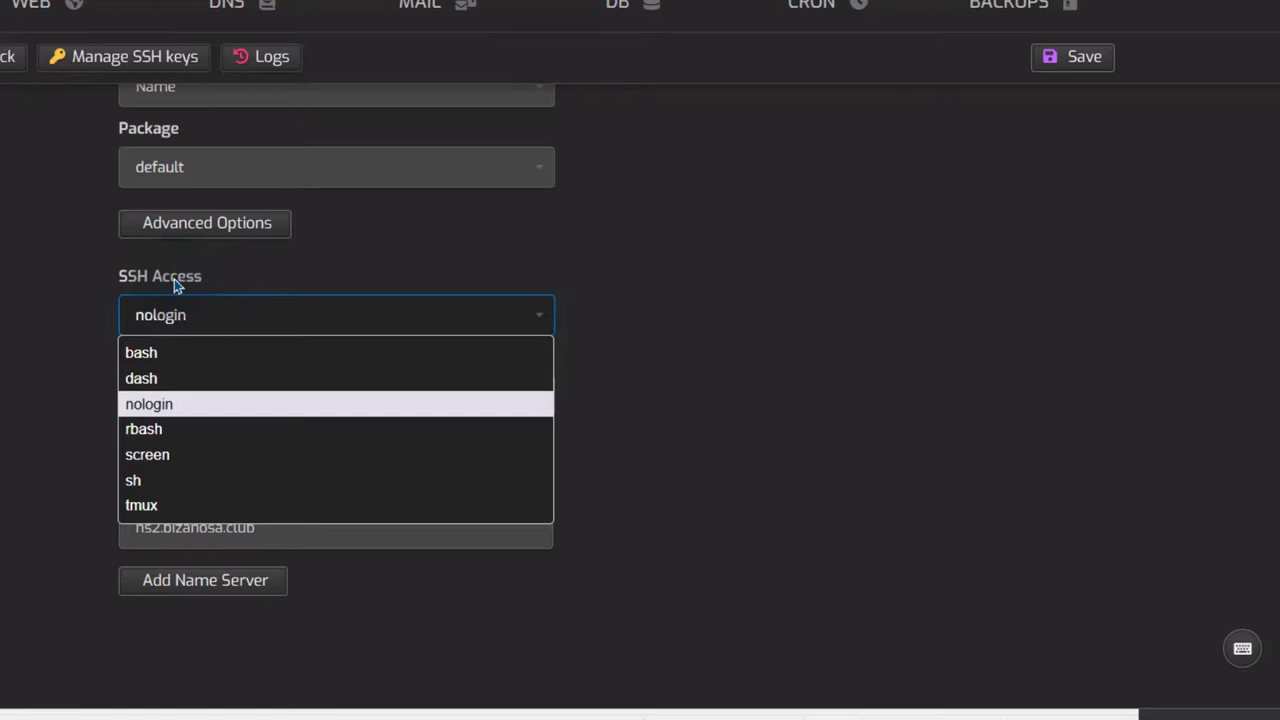 WEB DNS MAIL DB CRON BACKUPS
ck Manage SSH keys Logs Save
Name
Package
default
Advanced Options
SSH Access
nologin
bash
dash
nologin
rbash
screen
sh
tmux
ns2.bizanosa.club
Add Name Server